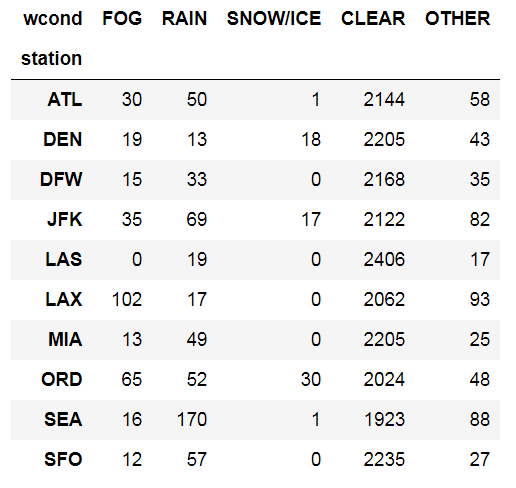 wcond FOG RAIN SNOW/ICE CLEAR OTHER
station
ATL 30 50 1 2144 58
DEN 19 13 18 2205 43
DFW 15 33 0 2168 35
JFK 35 69 17 2122 82
LAS 0 19 0 2406 17
LAX 102 17 0 2062 93
MIA 13 49 0 2205 25
ORD 65 52 30 2024 48
SEA 16 170 1 1923 88
SFO 12 57 0 2235 27